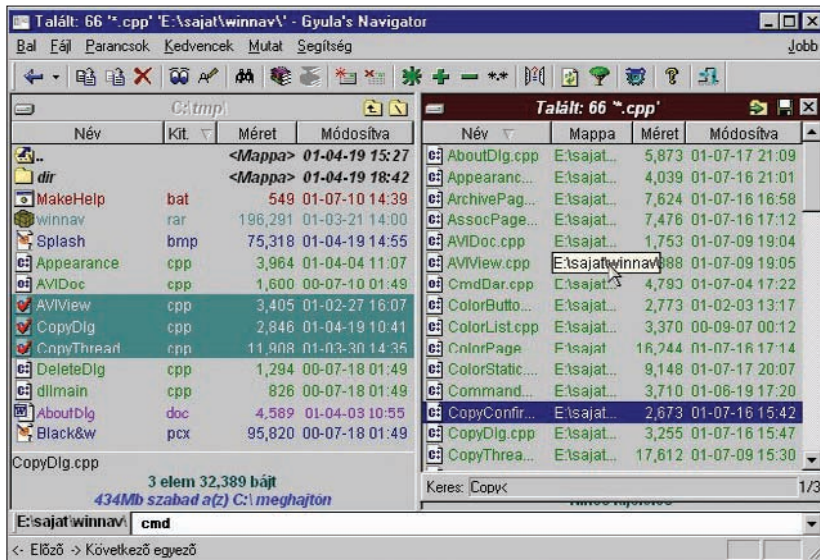 Talált: 66 '*.cpp' 'E:\sajat\winnav\' - Gyula's Navigator
Bal Fájl Parancsok Kedvencek Mutat Segítség Jobb
*.*
C:\tmp\
Név Kit. Méret Módosítva
.. <Mappa> 01-04-19 15:27
dir <Mappa> 01-04-19 18:42
MakeHelp bat 549 01-07-10 14:39
winnav rar 196,291 01-03-21 14:00
Splash bmp 75,318 01-04-19 14:55
Appearance cpp 3,964 01-04-04 11:07
AVIDoc cpp 1,600 00-07-10 01:49
AVIView cpp 3,405 01-02-27 16:07
CopyDlg cpp 2,846 01-04-19 10:41
CopyThread cpp 11,908 01-03-30 14:35
DeleteDlg cpp 1,294 00-07-18 01:49
dllmain cpp 826 00-07-18 01:49
AboutDlg doc 4,589 01-04-03 10:55
Black&w pcx 95,820 00-07-18 01:49
CopyDlg.cpp
3 elem 32,389 bájt
434Mb szabad a(z) C:\ meghajtón
Talált: 66 '*.cpp'
Név Mappa Méret Módosítva
AboutDlg.cpp E:\sajat... 5,873 01-07-17 21:09
Appearanc... E:\sajat... 4,039 01-07-16 21:01
ArchivePag... E:\sajat... 7,624 01-07-16 16:58
AssocPage... E:\sajat... 7,476 01-07-16 17:12
AVIDoc.cpp E:\sajat... 1,753 01-07-09 19:04
AVIView.cpp E:\sajat\winnav\ 888 01-07-09 19:05
CmdBar.cpp E:\sajat... 4,793 01-07-04 17:22
ColorButto... E:\sajat... 2,773 01-02-03 13:17
ColorList.cpp E:\sajat... 3,370 00-09-07 00:12
ColorPage E:\sajat 16,244 01-07-16 17:14
ColorStatic.... E:\sajat... 9,148 01-07-17 20:07
Command... E:\sajat... 3,710 01-06-19 17:20
CopyConfir... E:\sajat... 2,673 01-07-16 15:42
CopyDlg.cpp E:\sajat... 3,255 01-07-16 15:47
CopyThrea... E:\sajat... 17,612 01-07-09 15:30
Keres: Copy< 1/3
E:\sajat\winnav\ cmd
<- Előző -> Következő egyező